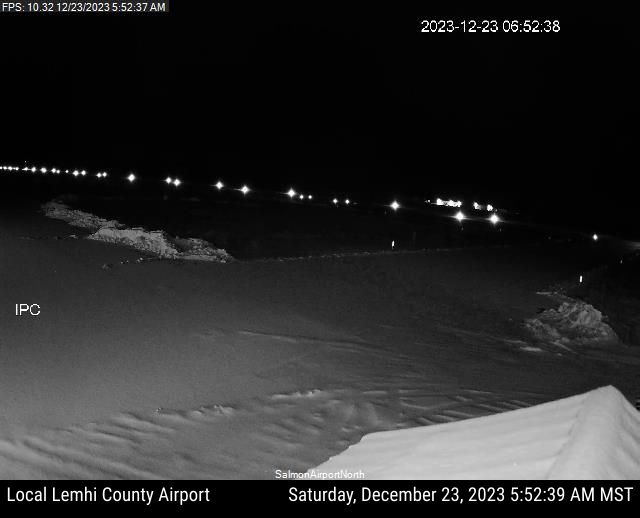 FPS: 10.32 12/23/2023 5:52:37 AM
2023-12-23 06:52:38
IPC
SalmonAirportNorth
Local Lemhi County Airport
Saturday, December 23, 2023 5:52:39 AM MST